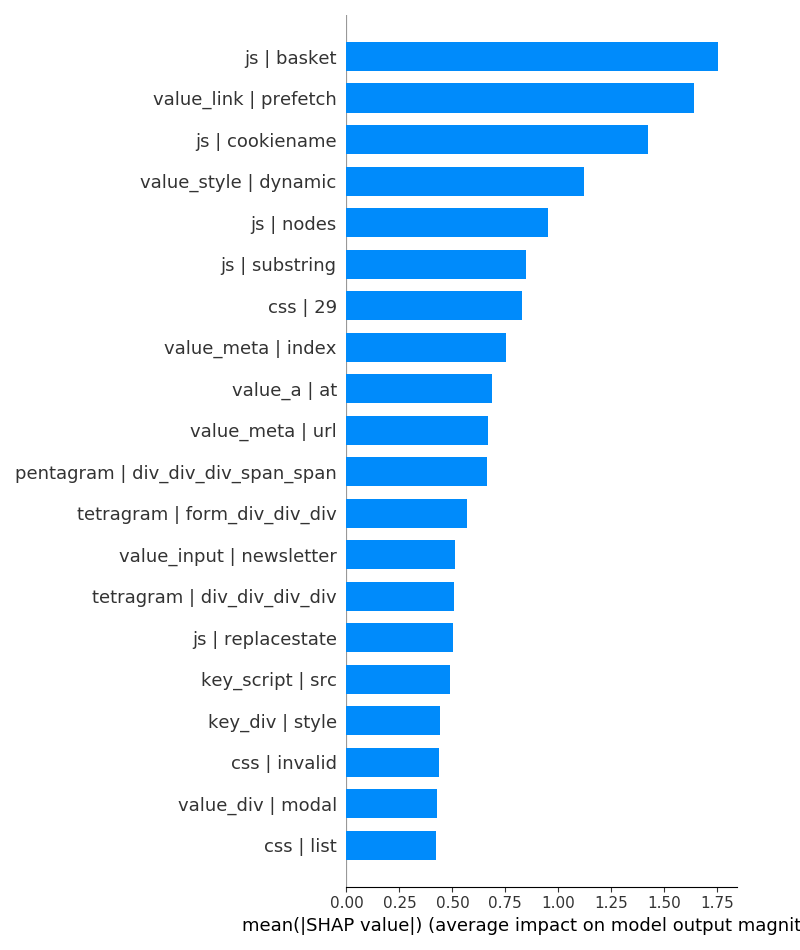 js | basket
value_link | prefetch
js | cookiename
value_style | dynamic
js | nodes
js | substring
css | 29
value_meta | index
value_a | at
value_meta | url
pentagram | div_div_div_span_span
tetragram | form_div_div_div
value_input | newsletter
tetragram | div_div_div_div
js | replacestate
key_script | src
key_div | style
css | invalid
value_div | modal
css | list
0.00 0.25 0.50 0.75 1.00 1.25 1.50 1.75
mean(|SHAP value|) (average impact on model output magnit